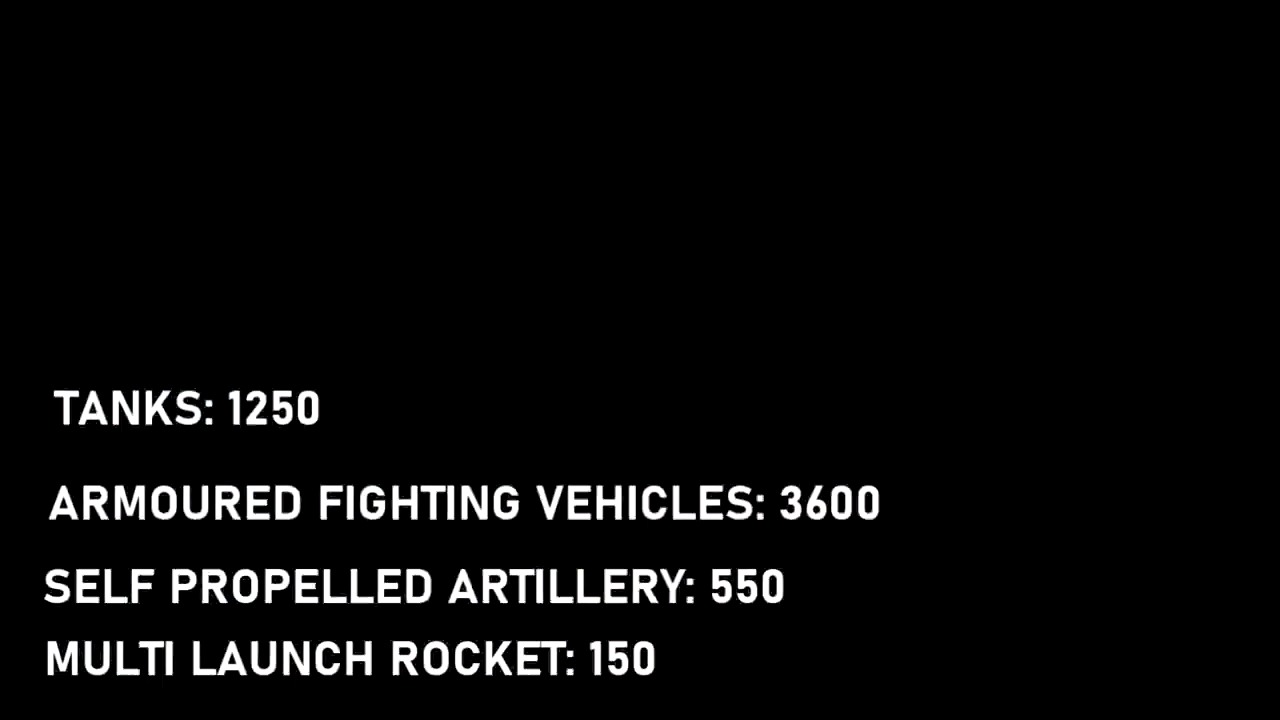 TANKS: 1250
ARMOURED FIGHTING VEHICLES: 3600
SELF PROPELLED ARTILLERY: 550
MULTI LAUNCH ROCKET: 150